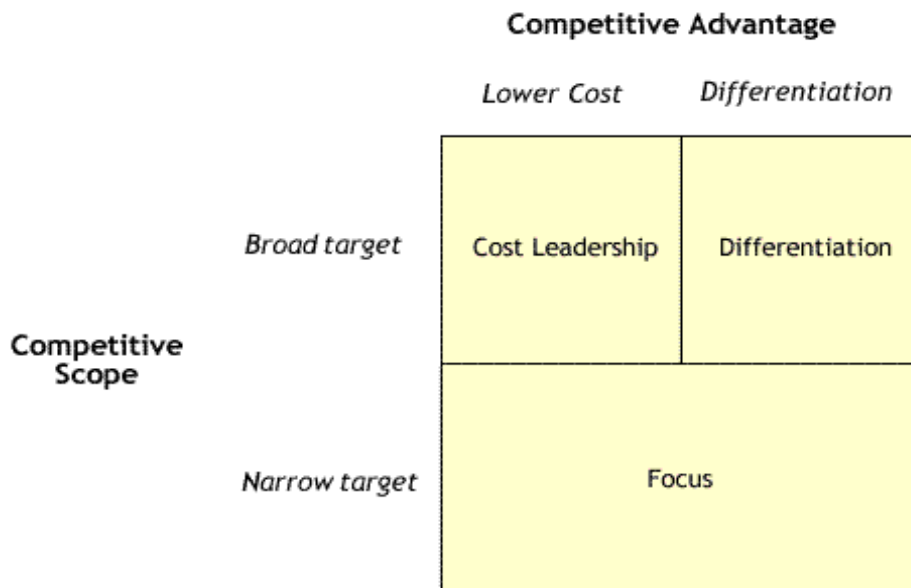 Competitive Advantage
Lower Cost Differentiation
Broad target Cost Leadership Differentiation
Competitive
Scope
Narrow target Focus